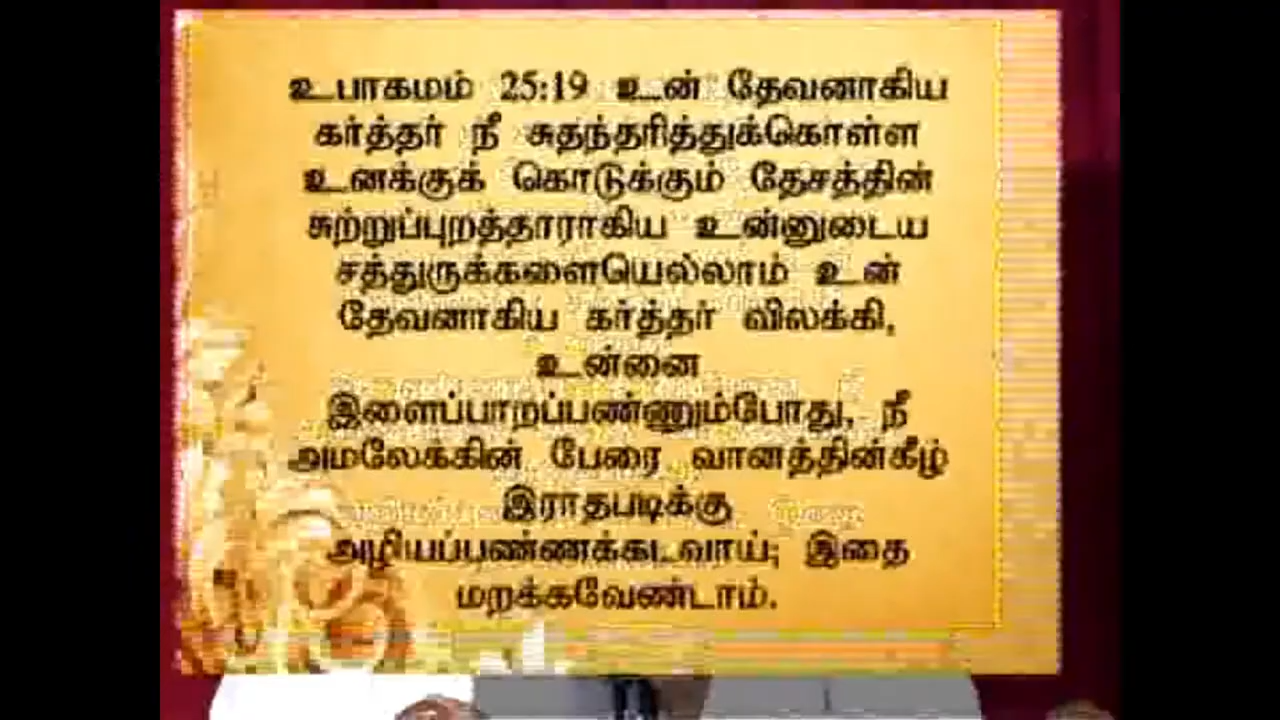 உபாகமம் 25:19 உன் தேவனாகிய
கர்த்தர் நீ சுதந்தரித்துக்கொள்ள
உனக்குக் கொடுக்கும் தேசத்தின்
சுற்றுப்புறத்தாராகிய உன்னுடைய
சத்துருக்களையெல்லாம் உன்
தேவனாகிய கர்த்தர் விலக்கி,
உன்னை
இளைப்பாறப்பண்ணும்போது, நீ
அமலேக்கின் பேரை வானத்தின்கீழ்
இராதபடிக்கு
அழியப்பண்ணக்கடவாய்; இதை
மறக்கவேண்டாம்.